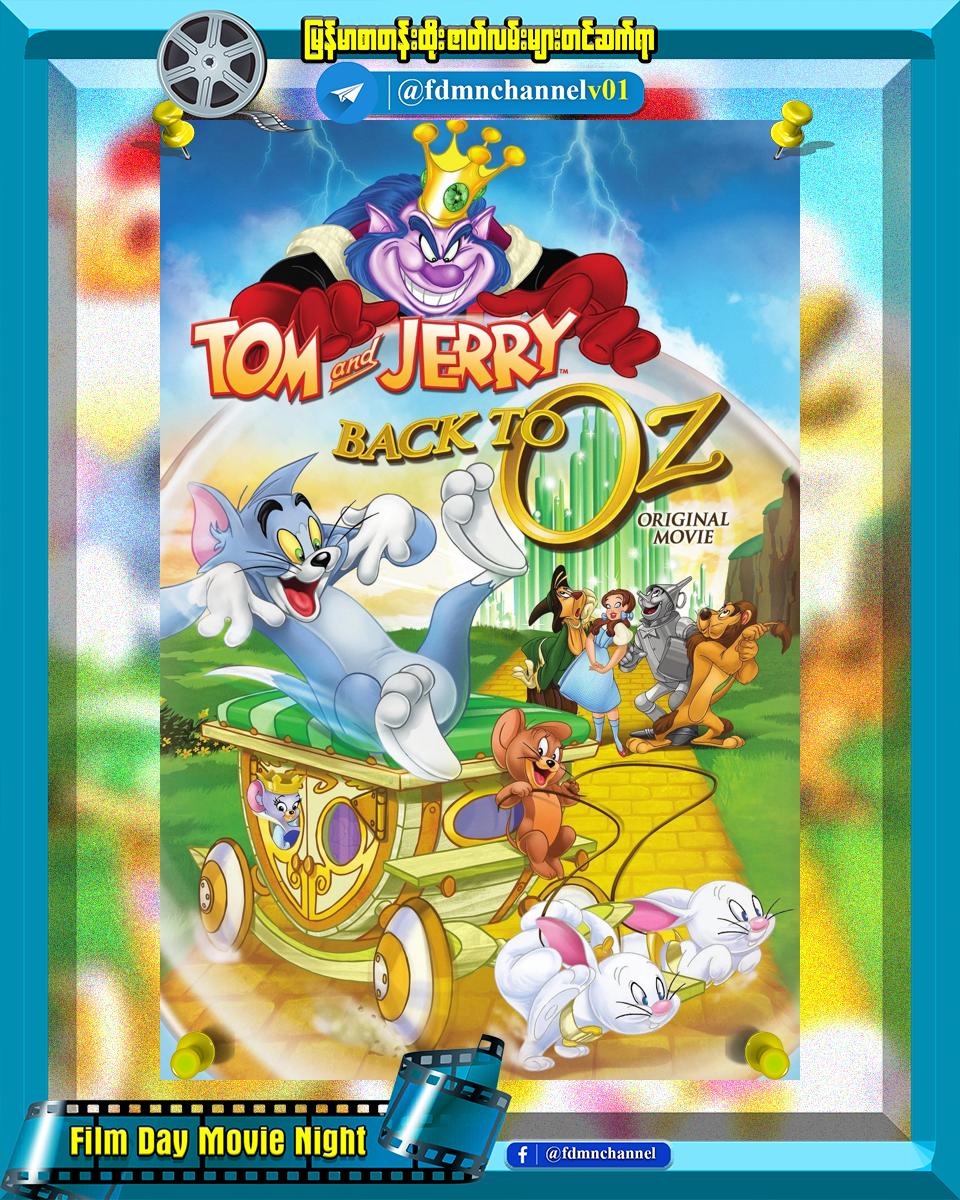 မြန်မာစာတန်းထိုးဇာတ်လမ်းများတင်ဆက်ရာ
@fdmnchannelv01
TOM and JERRY™
BACK TO OZ
ORIGINAL
MOVIE
Film Day Movie Night
@fdmnchannel